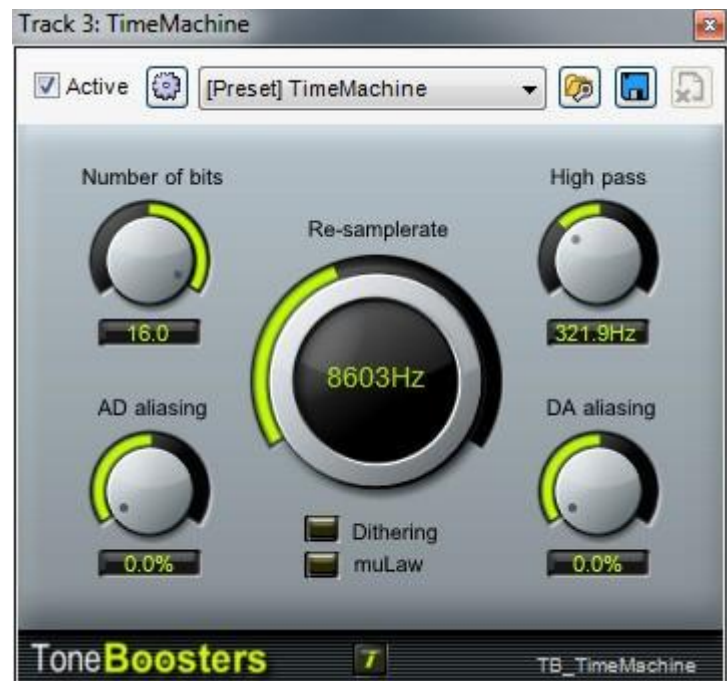 Track 3: TimeMachine
Active
[Preset] TimeMachine
Number of bits
16.0
High pass
321.9Hz
Re-samplerate
8603Hz
AD aliasing
0.0%
DA aliasing
0.0%
Dithering
muLaw
ToneBoosters
T
TB_TimeMachine